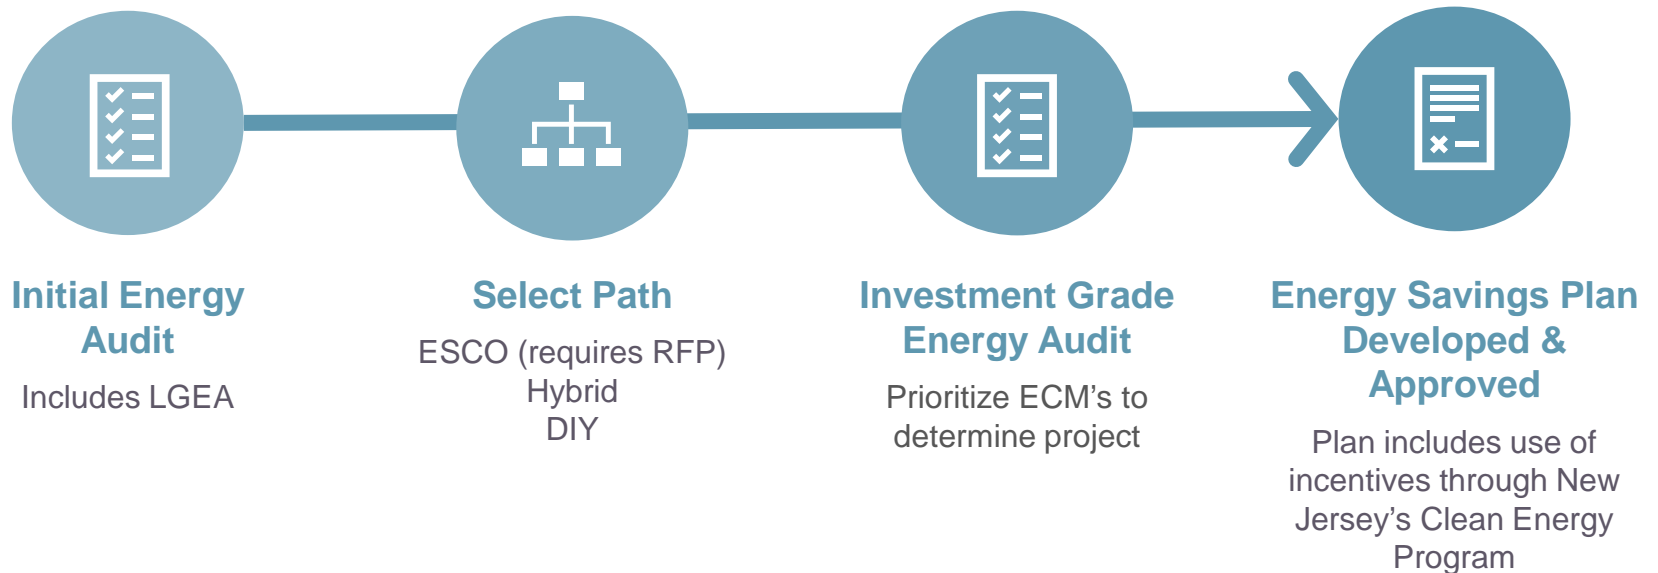 Initial Energy
Audit
Includes LGEA
Select Path
ESCO (requires RFP)
Hybrid
DIY
Investment Grade
Energy Audit
Prioritize ECM's to
determine project
Energy Savings Plan
Developed &
Approved
Plan includes use of
incentives through New
Jersey’s Clean Energy
Program